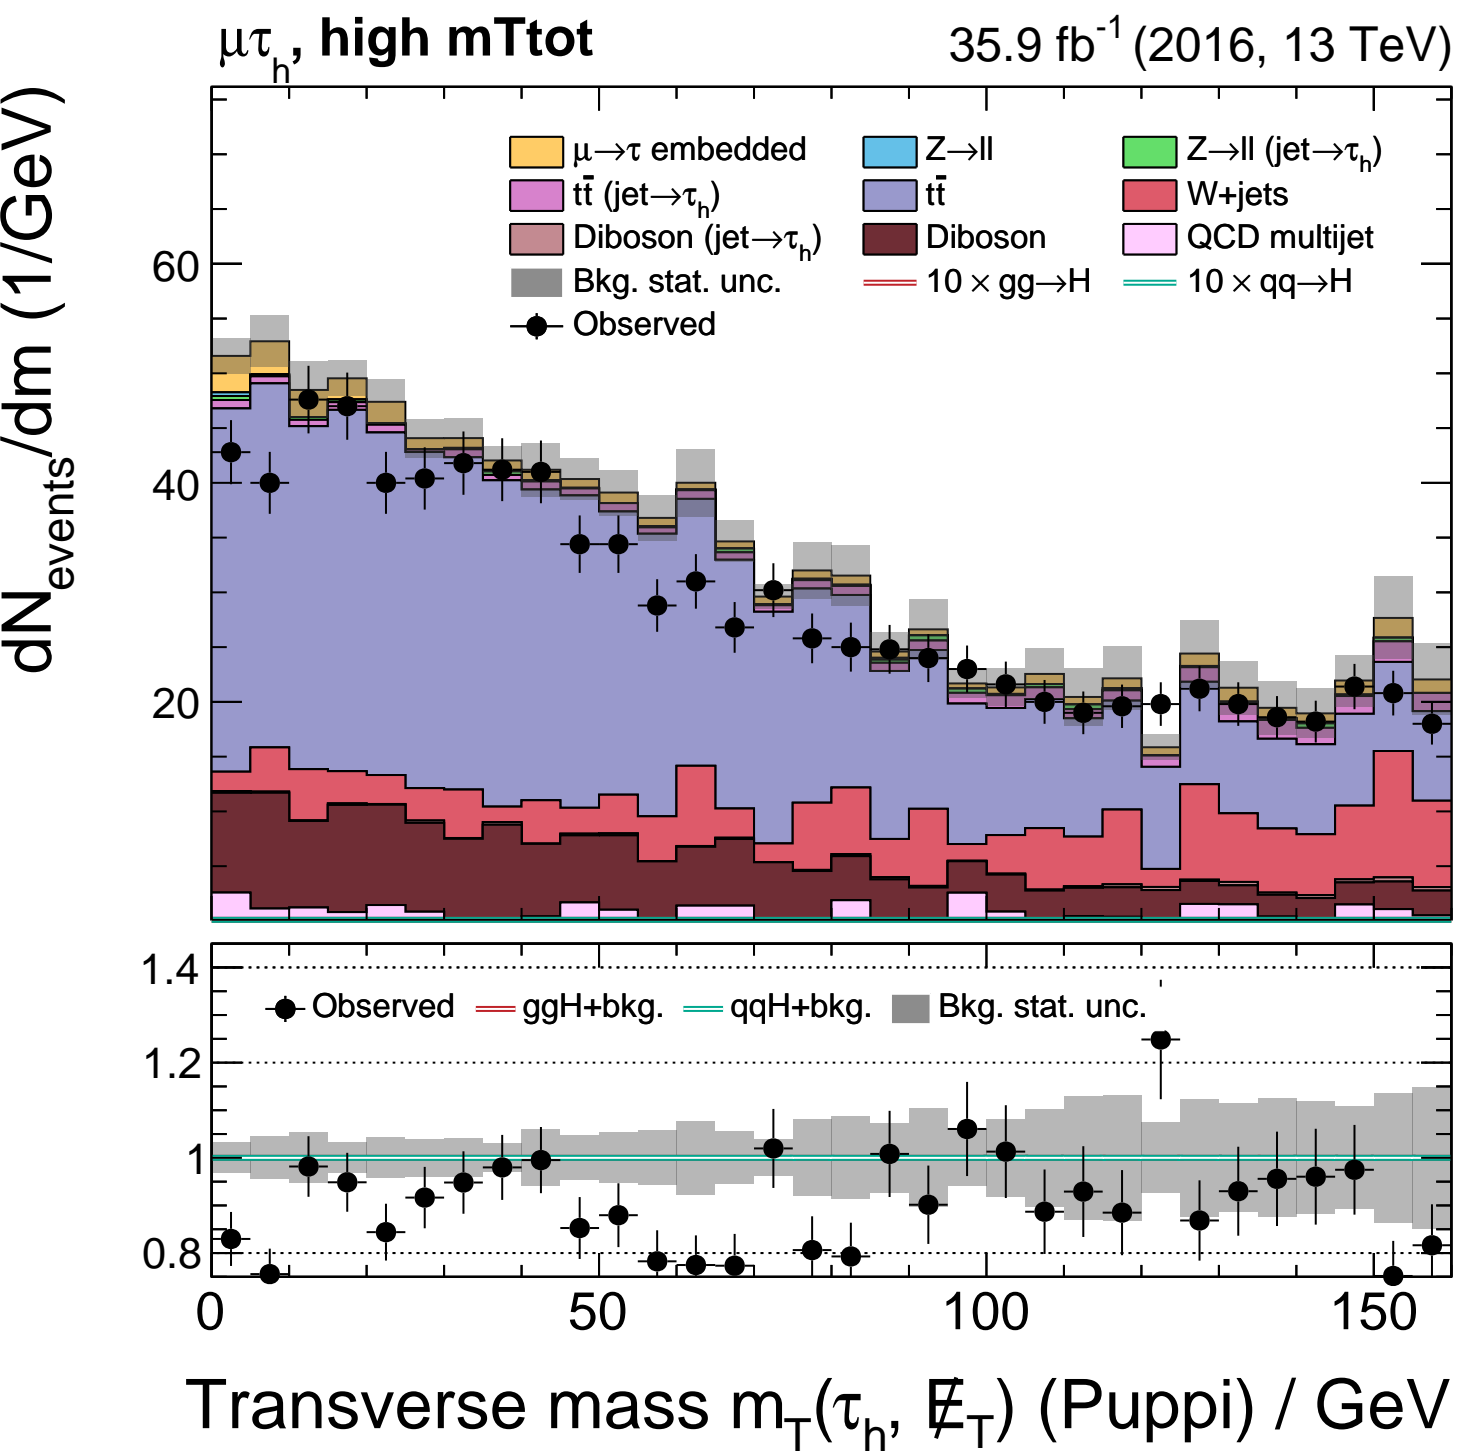 μτh, high mTtot
35.9 fb-1 (2016, 13 TeV)
dNevents/dm (1/GeV)
μ→τ embedded
Z→ll
Z→ll (jet→τh)
tt̄ (jet→τh)
tt̄
W+jets
Diboson (jet→τh)
Diboson
QCD multijet
Bkg. stat. unc.
10 × gg→H
10 × qq→H
Observed
60
40
20
1.4
1.2
1
0.8
Observed
ggH+bkg.
qqH+bkg.
Bkg. stat. unc.
0
50
100
150
Transverse mass mT(τh, E̸T) (Puppi) / GeV